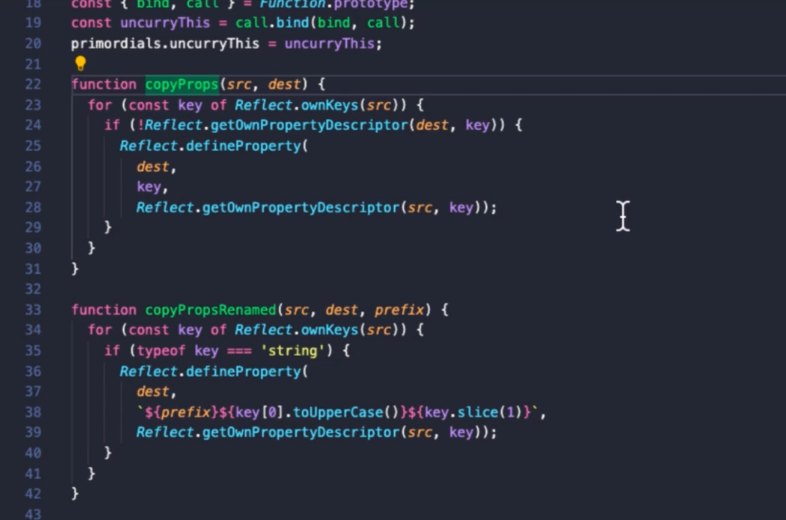 18 const { bind, call } = Function.prototype;
19 const uncurryThis = call.bind(bind, call);
20 primordials.uncurryThis = uncurryThis;
21
22 function copyProps(src, dest) {
23 for (const key of Reflect.ownKeys(src)) {
24 if (!Reflect.getOwnPropertyDescriptor(dest, key)) {
25 Reflect.defineProperty(
26 dest,
27 key,
28 Reflect.getOwnPropertyDescriptor(src, key));
29 }
30 }
31 }
32
33 function copyPropsRenamed(src, dest, prefix) {
34 for (const key of Reflect.ownKeys(src)) {
35 if (typeof key === 'string') {
36 Reflect.defineProperty(
37 dest,
38 `${prefix}${key[0].toUpperCase()}${key.slice(1)}`,
39 Reflect.getOwnPropertyDescriptor(src, key));
40 }
41 }
42 }
43